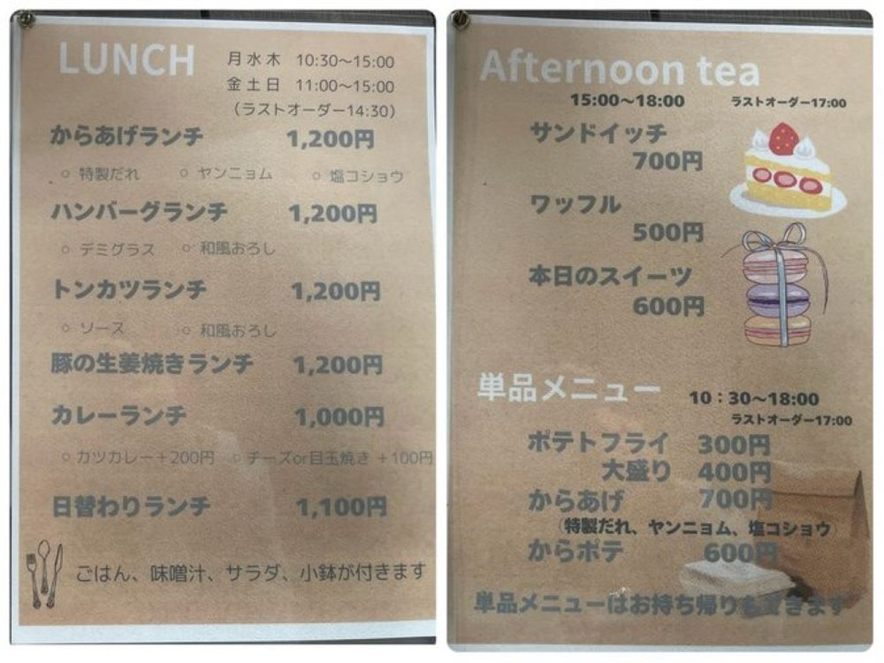 LUNCH
月水木 10:30～15:00
金土日 11:00～15:00
（ラストオーダー14:30）
からあげランチ 1,200円
○ 特製だれ ○ ヤンニョム ○ 塩コショウ
ハンバーグランチ 1,200円
○ デミグラス ○ 和風おろし
トンカツランチ 1,200円
○ ソース ○ 和風おろし
豚の生姜焼きランチ 1,200円
カレーランチ 1,000円
○ カツカレー＋200円 ○ チーズor目玉焼き ＋100円
日替わりランチ 1,100円
ごはん、味噌汁、サラダ、小鉢が付きます
Afternoon tea
15:00～18:00 ラストオーダー17:00
サンドイッチ
700円
ワッフル
500円
本日のスイーツ
600円
単品メニュー 10：30～18:00
ラストオーダー17:00
ポテトフライ 300円
大盛り 400円
からあげ 700円
（特製だれ、ヤンニョム、塩コショウ）
からポテ 600円
単品メニューはお持ち帰りもできます